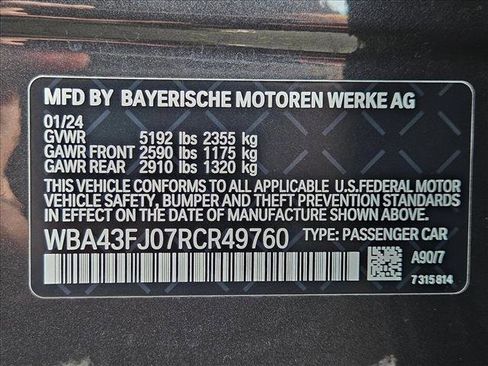 MFD BY BAYERISCHE MOTOREN WERKE AG
01/24
GVWR 5192 lbs 2355 kg
GAWR FRONT 2590 lbs 1175 kg
GAWR REAR 2910 lbs 1320 kg
THIS VEHICLE CONFORMS TO ALL APPLICABLE U.S.FEDERAL MOTOR
VEHICLE SAFETY, BUMPER AND THEFT PREVENTION STANDARDS
IN EFFECT ON THE DATE OF MANUFACTURE SHOWN ABOVE.
WBA43FJ07RCR49760 TYPE: PASSENGER CAR
A90/7
7 315 814